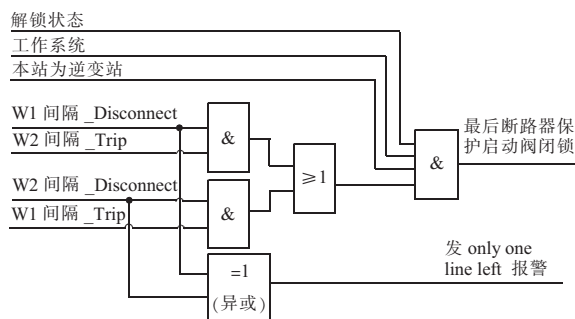 解锁状态
工作系统
本站为逆变站
W1 间隔 _Disconnect
W2 间隔 _Trip
&
W2 间隔 _Disconnect
W1 间隔 _Trip
&
≥1
&
最后断路器保
护启动阀闭锁
=1
(异或)
发 only one
line left 报警